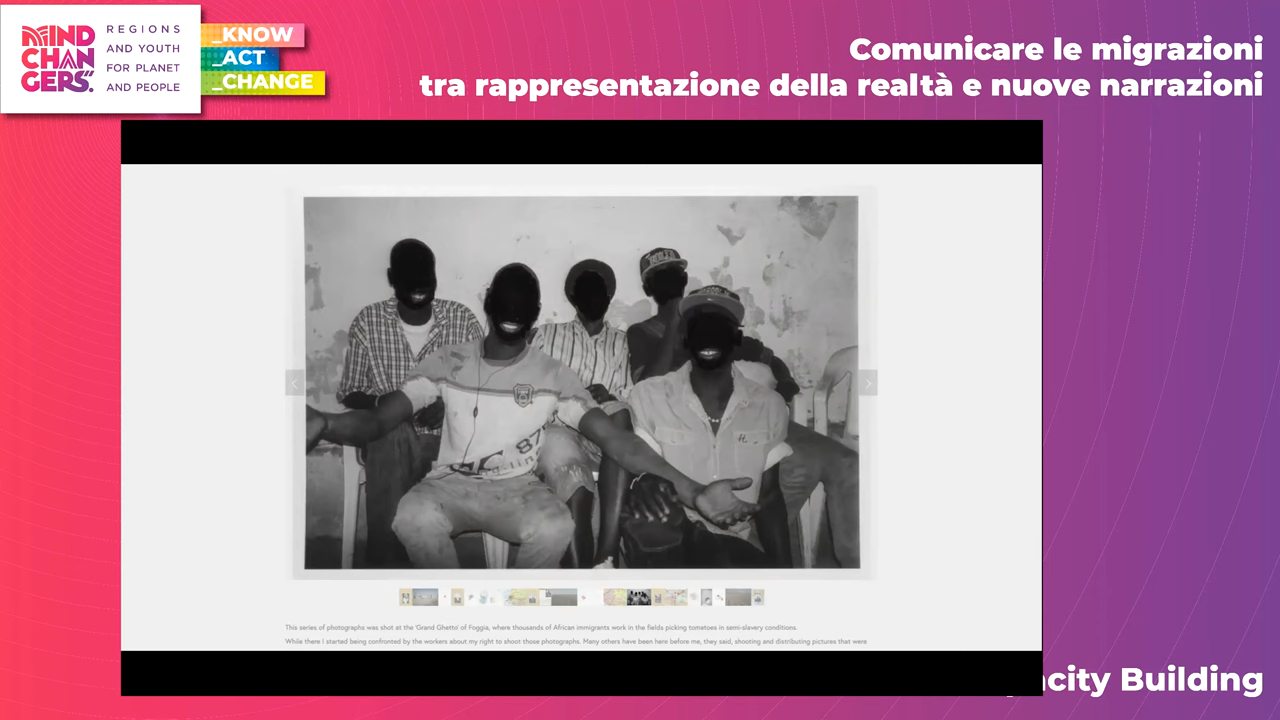 MIND
CHAN
GERS
REGIONS
AND YOUTH
FOR PLANET
AND PEOPLE
_KNOW
_ACT
_CHANGE
Comunicare le migrazioni
tra rappresentazione della realtà e nuove narrazioni
87
This series of photographs was shot at the 'Grand Ghetto' of Foggia, where thousands of African immigrants work in the fields picking tomatoes in semi-slavery conditions.
While there I started being confronted by the workers about my right to shoot those photographs. Many others have been here before me, they said, shooting and distributing pictures that were
acity Building